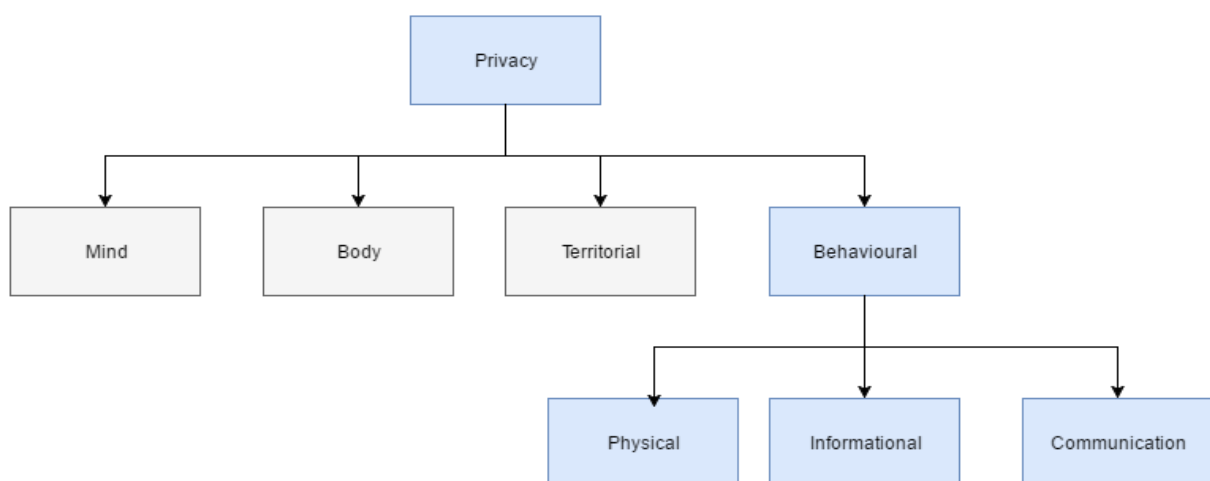 Privacy
Mind
Body
Territorial
Behavioural
Physical
Informational
Communication